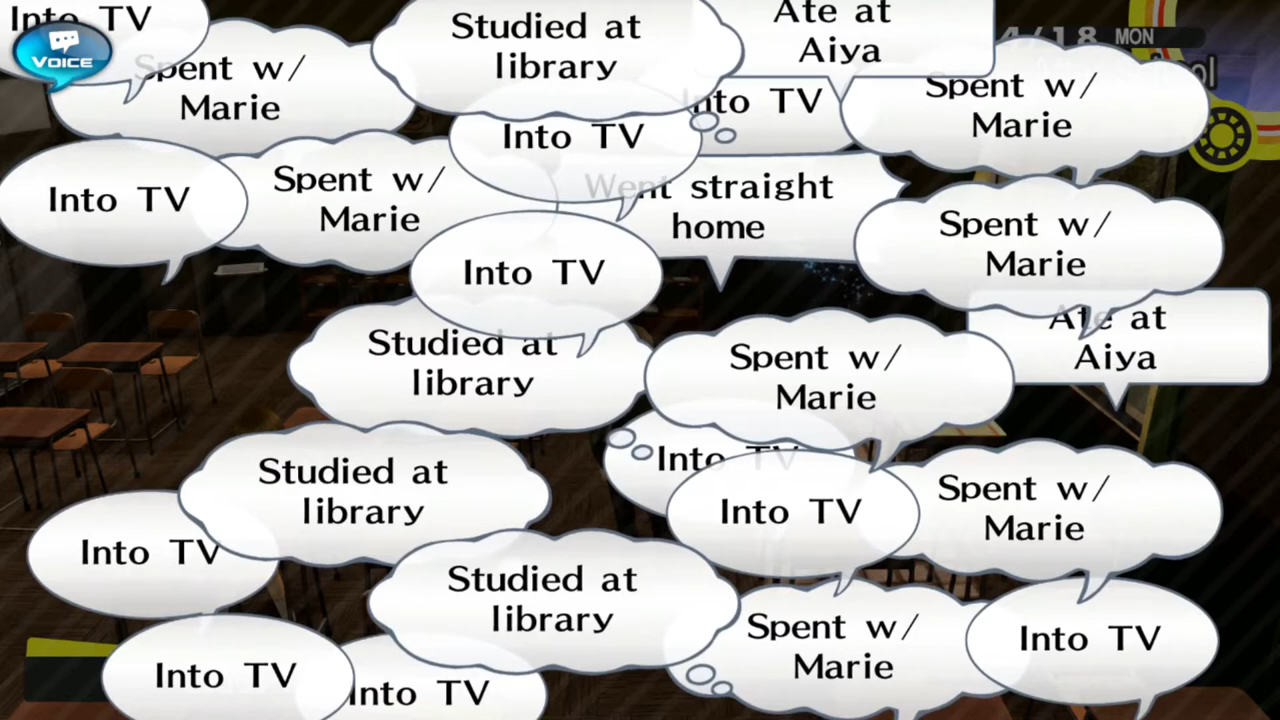 Into TV
VOICE
Spent w/
Marie
Studied at
library
Ate at
Aiya
4/18 MON
Into TV
Into TV
Spent w/
Marie
Into TV
Spent w/
Marie
Went straight
home
Spent w/
Marie
Into TV
Ate at
Aiya
Studied at
library
Spent w/
Marie
Into TV
Studied at
library
Into TV
Spent w/
Marie
Into TV
Studied at
library
Spent w/
Marie
Into TV
Into TV
Into TV